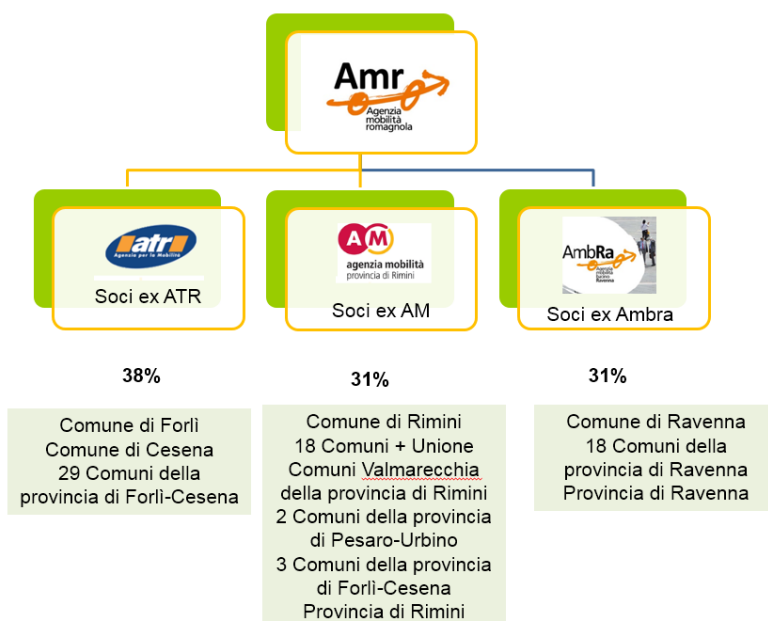 Amr
Agenzia
mobilità
romagnola
atr
Agenzia per la Mobilità
Soci ex ATR
AM
agenzia mobilità
provincia di Rimini
Soci ex AM
AmbRa
Agenzia
mobilità
bacino
Ravenna
Soci ex Ambra
38%
31%
31%
Comune di Forlì
Comune di Cesena
29 Comuni della
provincia di Forlì-Cesena
Comune di Rimini
18 Comuni + Unione
Comuni Valmarecchia
della provincia di Rimini
2 Comuni della provincia
di Pesaro-Urbino
3 Comuni della provincia
di Forlì-Cesena
Provincia di Rimini
Comune di Ravenna
18 Comuni della
provincia di Ravenna
Provincia di Ravenna